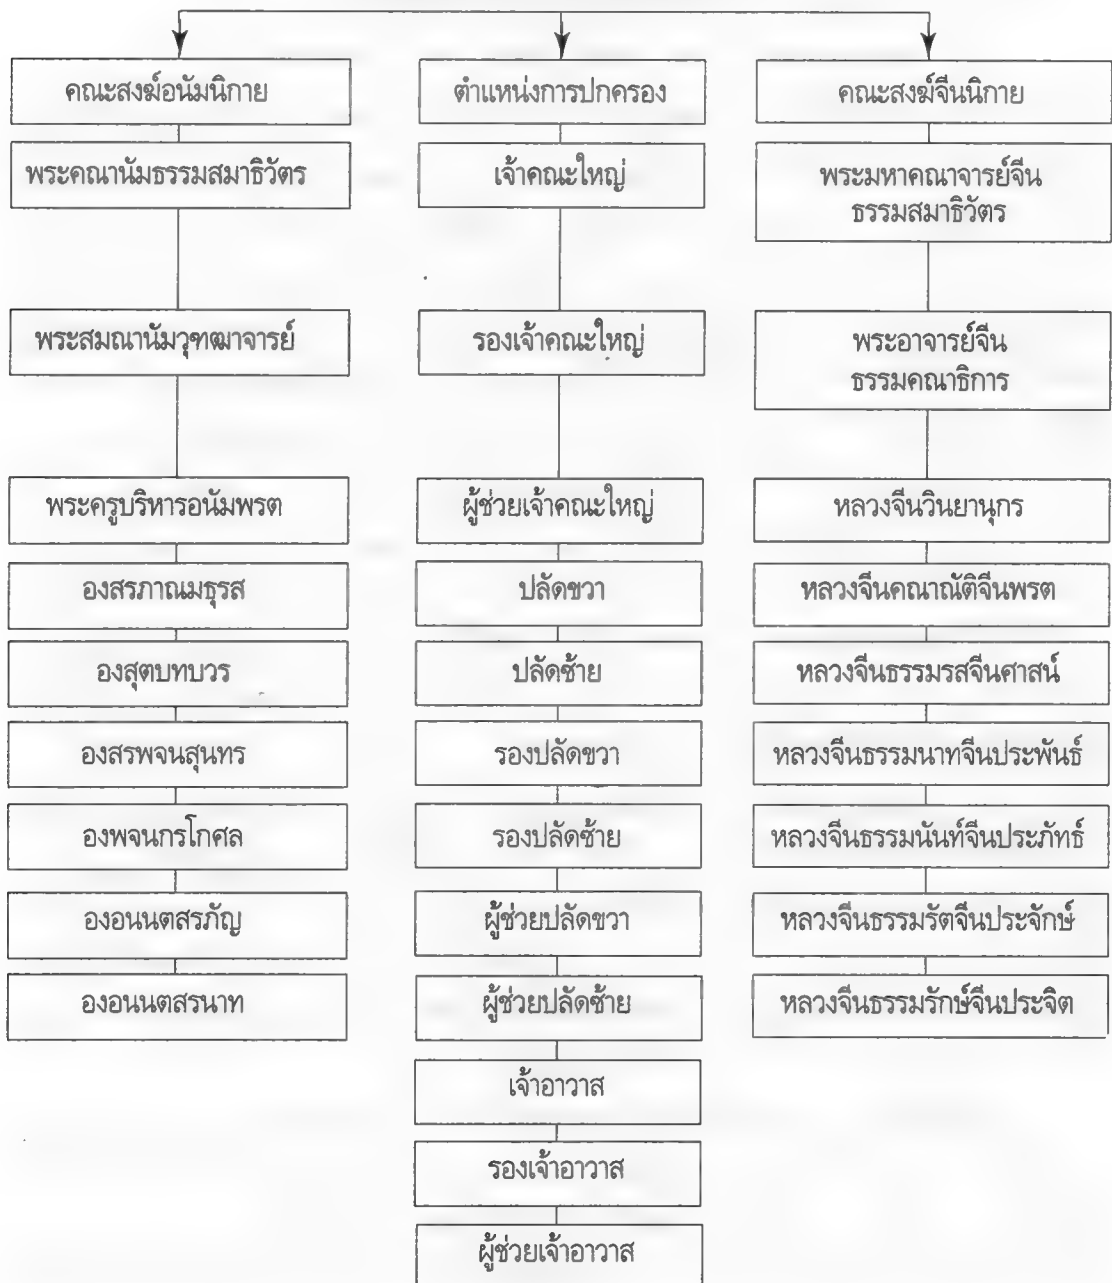 คณะสงฆ์อนัมนิกาย
ตำแหน่งการปกครอง
คณะสงฆ์จีนนิกาย
พระคณานัมธรรมสมาธิวัตร
เจ้าคณะใหญ่
พระมหาคณาจารย์จีน
ธรรมสมาธิวัตร
พระสมณานัมวุฑฒาจารย์
รองเจ้าคณะใหญ่
พระอาจารย์จีน
ธรรมคณาธิการ
พระครูบริหารอนัมพรต
ผู้ช่วยเจ้าคณะใหญ่
หลวงจีนวินยานุกร
องสรภาณมธุรส
ปลัดขวา
หลวงจีนคณาณัติจีนพรต
องสุตบทบวร
ปลัดซ้าย
หลวงจีนธรรมรสจีนศาสน์
องสรพจนสุนทร
รองปลัดขวา
หลวงจีนธรรมนาทจีนประพันธ์
องพจนกรโกศล
รองปลัดซ้าย
หลวงจีนธรรมนันท์จีนประภัทธ์
ององนนตสรภัญ
ผู้ช่วยปลัดขวา
หลวงจีนธรรมรัตจีนประจักษ์
ององนนตสรนาท
ผู้ช่วยปลัดซ้าย
หลวงจีนธรรมรักษ์จีนประจิต
เจ้าอาวาส
รองเจ้าอาวาส
ผู้ช่วยเจ้าอาวาส